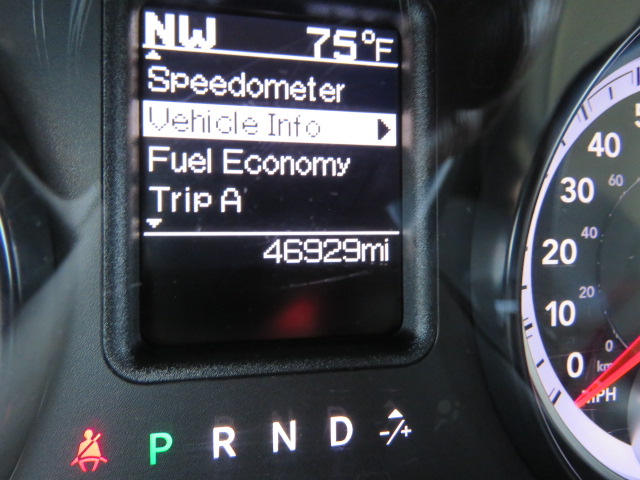 NW 75°F
Speedometer
Vehicle Info
Fuel Economy
Trip A
46929mi
P R N D -/+
40
30 60
20 40
10 20
0 0
MPH